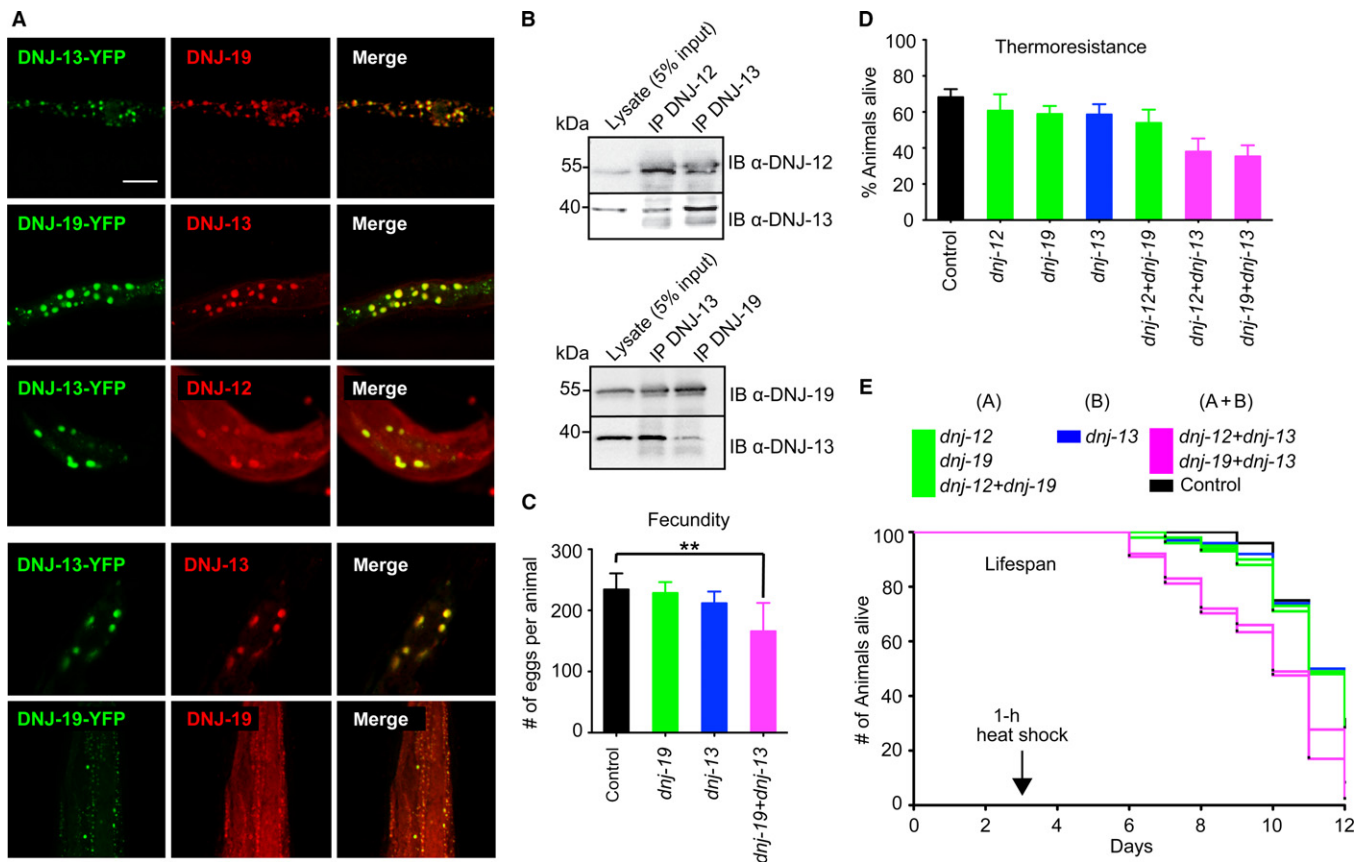 A
DNJ-13-YFP
DNJ-19
Merge
DNJ-19-YFP
DNJ-13
Merge
DNJ-13-YFP
DNJ-12
Merge
DNJ-13-YFP
DNJ-13
Merge
DNJ-19-YFP
DNJ-19
Merge
B
Lysate (5% input)
IP DNJ-12
IP DNJ-13
kDa
55
IB α-DNJ-12
40
IB α-DNJ-13
Lysate (5% input)
IP DNJ-13
IP DNJ-19
kDa
55
IB α-DNJ-19
40
IB α-DNJ-13
C
Fecundity
**
# of eggs per animal
300
200
100
0
Control
dnj-19
dnj-13
dnj-19+dnj-13
D
Thermoresistance
% Animals alive
100
80
60
40
60
0
Control
dnj-12
dnj-19
dnj-13
dnj-12+dnj-19
dnj-12+dnj-13
dnj-19+dnj-13
E
(A)
(B)
(A + B)
dnj-12
dnj-19
dnj-12+dnj-19
dnj-13
dnj-12+dnj-13
dnj-19+dnj-13
Control
Lifespan
1-h
heat shock
# of Animals alive
100
80
60
40
20
0
0 2 4 6 8 10 12
Days